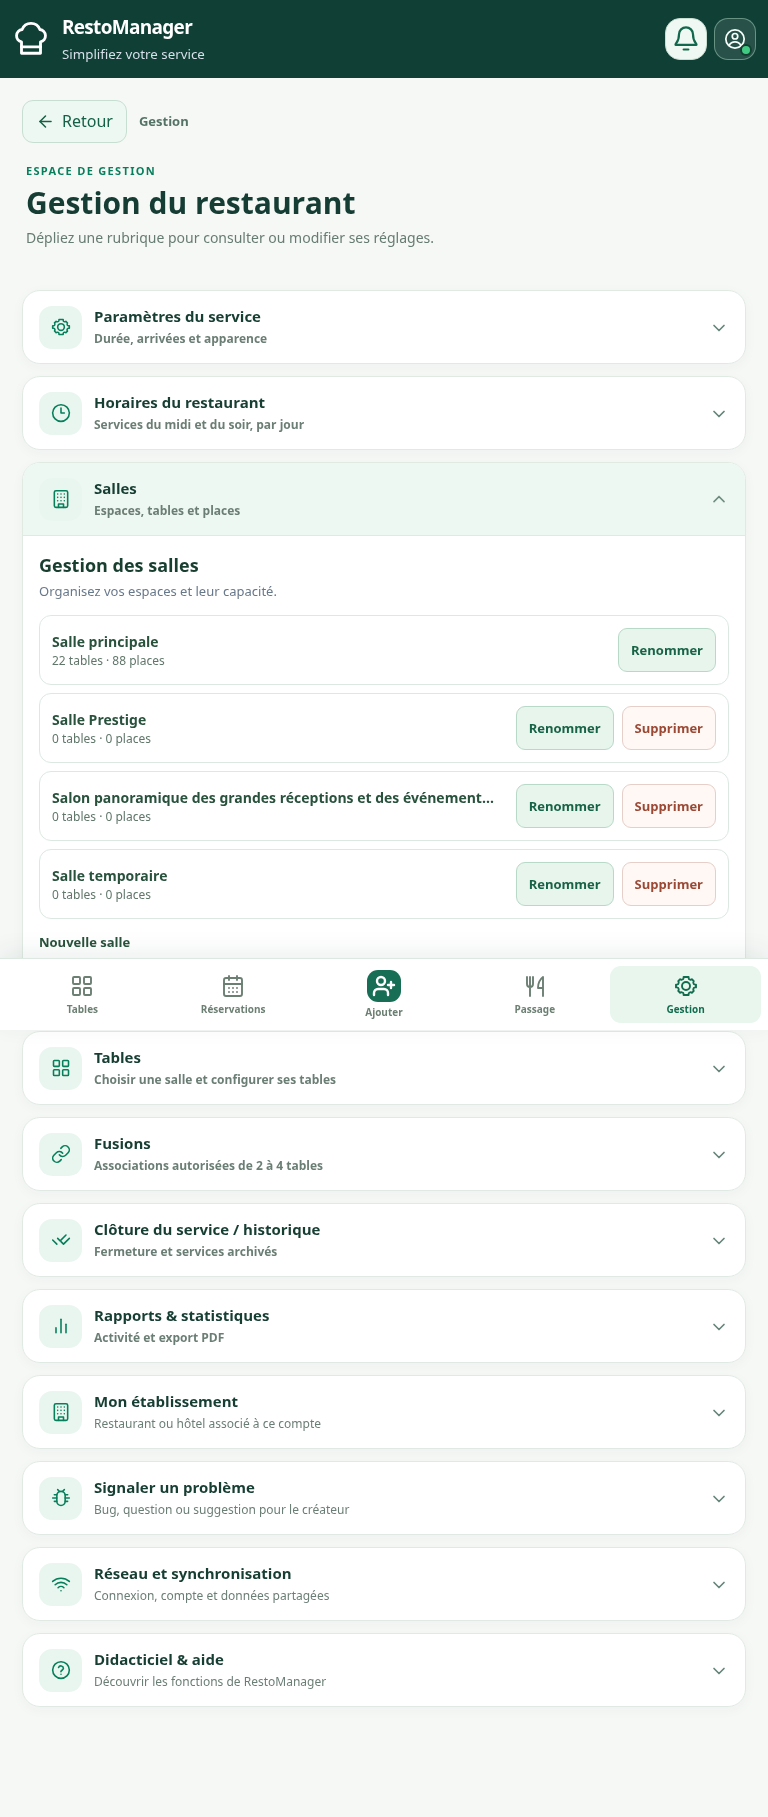 RestoManager
Simplifiez votre service
Retour
Gestion
ESPACE DE GESTION
Gestion du restaurant
Dépliez une rubrique pour consulter ou modifier ses réglages.
Paramètres du service
Durée, arrivées et apparence
Horaires du restaurant
Services du midi et du soir, par jour
Salles
Espaces, tables et places
Gestion des salles
Organisez vos espaces et leur capacité.
Salle principale
22 tables · 88 places
Renommer
Salle Prestige
0 tables · 0 places
Renommer
Supprimer
Salon panoramique des grandes réceptions et des événement…
0 tables · 0 places
Renommer
Supprimer
Salle temporaire
0 tables · 0 places
Renommer
Supprimer
Nouvelle salle
Tables
Réservations
Ajouter
Passage
Gestion
Tables
Choisir une salle et configurer ses tables
Fusions
Associations autorisées de 2 à 4 tables
Clôture du service / historique
Fermeture et services archivés
Rapports & statistiques
Activité et export PDF
Mon établissement
Restaurant ou hôtel associé à ce compte
Signaler un problème
Bug, question ou suggestion pour le créateur
Réseau et synchronisation
Connexion, compte et données partagées
Didacticiel & aide
Découvrir les fonctions de RestoManager